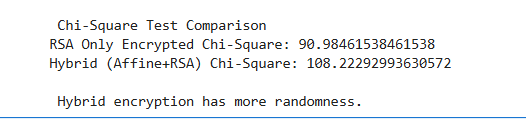 Chi-Square Test Comparison
RSA Only Encrypted Chi-Square: 90.98461538461538
Hybrid (Affine+RSA) Chi-Square: 108.22292993630572
Hybrid encryption has more randomness.